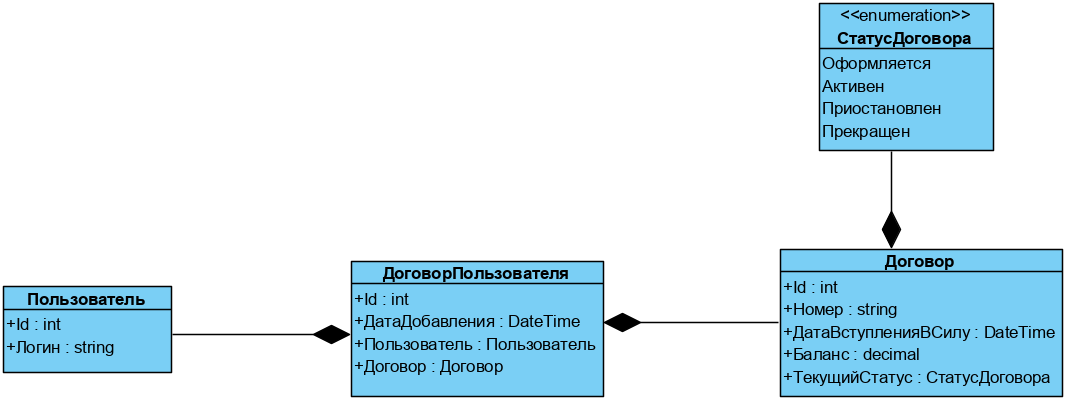 <<enumeration>>
СтатусДоговора
Оформляется
Активен
Приостановлен
Прекращен
Пользователь
+Id : int
+Логин : string
ДоговорПользователя
+Id : int
+ДатаДобавления : DateTime
+Пользователь : Пользователь
+Договор : Договор
Договор
+Id : int
+Номер : string
+ДатаВступленияВСилу : DateTime
+Баланс : decimal
+ТекущийСтатус : СтатусДоговора